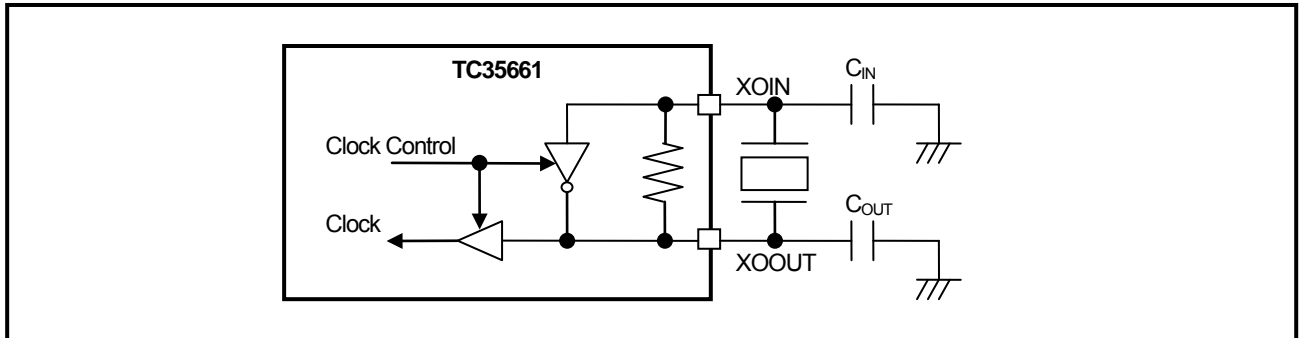 TC35661
XOIN
CIN
Clock Control
Clock
COUT
XOOUT